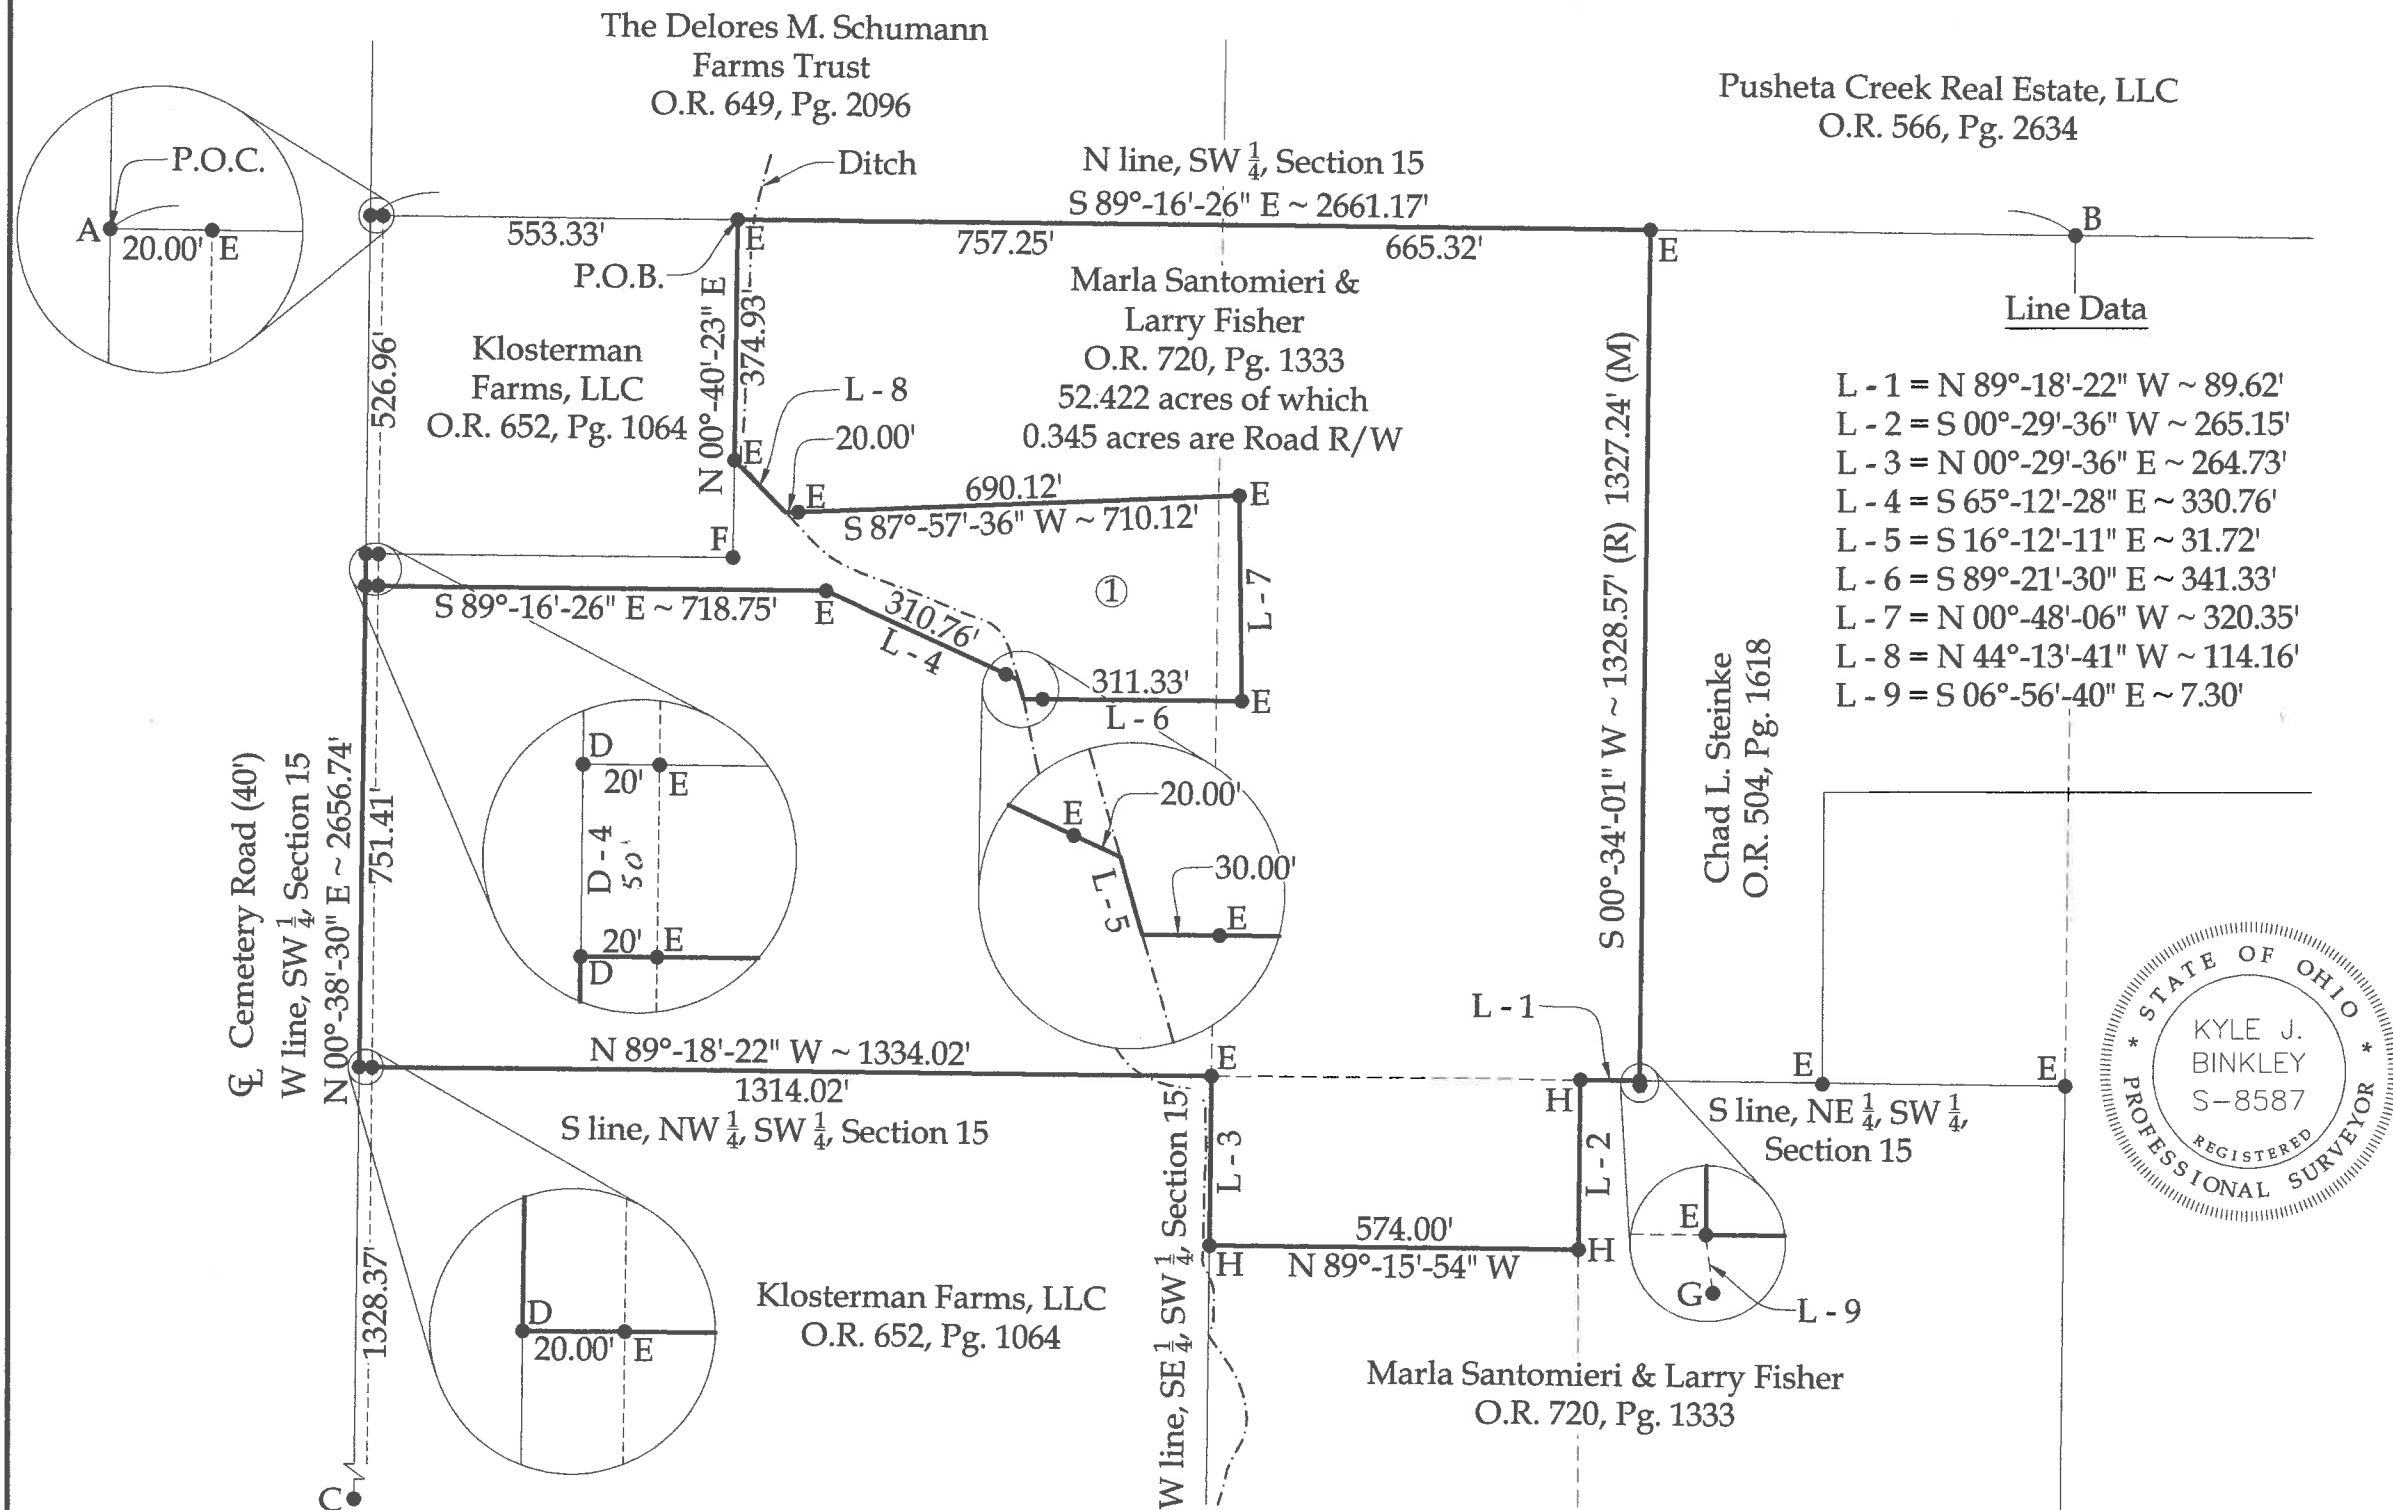 The Delores M. Schumann
Farms Trust
O.R. 649, Pg. 2096
Pusheta Creek Real Estate, LLC
O.R. 566, Pg. 2634
P.O.C.
A
20.00'
E
Ditch
N line, SW 1/4, Section 15
S 89°-16'-26" E ~ 2661.17'
553.33'
E
757.25'
665.32'
E
B
P.O.B.
N 00°-40'-23" E
374.93'
526.96'
Klosterman
Farms, LLC
O.R. 652, Pg. 1064
Marla Santomieri &
Larry Fisher
O.R. 720, Pg. 1333
52.422 acres of which
0.345 acres are Road R/W
L - 8
20.00'
E
E
690.12'
E
S 87°-57'-36" W ~ 710.12'
F
Line Data
L - 1 = N 89°-18'-22" W ~ 89.62'
L - 2 = S 00°-29'-36" W ~ 265.15'
L - 3 = N 00°-29'-36" E ~ 264.73'
L - 4 = S 65°-12'-28" E ~ 330.76'
L - 5 = S 16°-12'-11" E ~ 31.72'
L - 6 = S 89°-21'-30" E ~ 341.33'
L - 7 = N 00°-48'-06" W ~ 320.35'
L - 8 = N 44°-13'-41" W ~ 114.16'
L - 9 = S 06°-56'-40" E ~ 7.30'
S 89°-16'-26" E ~ 718.75'
E
310.76'
L - 4
1
L - 7
311.33'
E
L - 6
S 00°-34'-01" W ~ 1328.57' (R) 1327.24' (M)
Chad L. Steinke
O.R. 504, Pg. 1618
℄ Cemetery Road (40')
W line, SW 1/4, Section 15
N 00°-38'-30" E ~ 2656.74'
751.41'
D
20'
E
D - 4
50'
20'
E
D
E
20.00'
L - 5
30.00'
E
L - 1
N 89°-18'-22" W ~ 1334.02'
1314.02'
S line, NW 1/4, SW 1/4, Section 15
E
H
E
E
S line, NE 1/4, SW 1/4,
Section 15
W line, SE 1/4, SW 1/4, Section 15
L - 3
L - 2
574.00'
H
N 89°-15'-54" W
H
E
G
L - 9
STATE OF OHIO
KYLE J.
BINKLEY
S-8587
REGISTERED
PROFESSIONAL SURVEYOR
1328.37'
D
20.00'
E
Klosterman Farms, LLC
O.R. 652, Pg. 1064
Marla Santomieri & Larry Fisher
O.R. 720, Pg. 1333
C